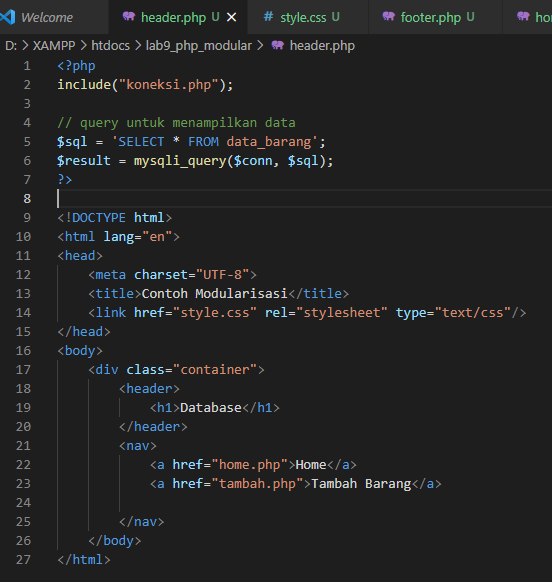 Welcome header.php U × # style.css U footer.php U
D: > XAMPP > htdocs > lab9_php_modular > header.php
1 <?php
2 include("koneksi.php");
3
4 // query untuk menampilkan data
5 $sql = 'SELECT * FROM data_barang';
6 $result = mysqli_query($conn, $sql);
7 ?>
8
9 <!DOCTYPE html>
10 <html lang="en">
11 <head>
12     <meta charset="UTF-8">
13     <title>Contoh Modularisasi</title>
14     <link href="style.css" rel="stylesheet" type="text/css"/>
15 </head>
16 <body>
17     <div class="container">
18         <header>
19             <h1>Database</h1>
20         </header>
21         <nav>
22             <a href="home.php">Home</a>
23             <a href="tambah.php">Tambah Barang</a>
24
25         </nav>
26     </body>
27 </html>